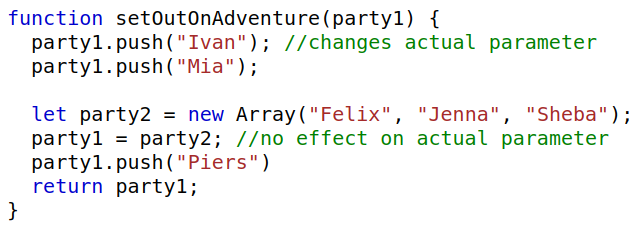 function setOutOnAdventure(party1) {
  party1.push("Ivan"); //changes actual parameter
  party1.push("Mia");

  let party2 = new Array("Felix", "Jenna", "Sheba");
  party1 = party2; //no effect on actual parameter
  party1.push("Piers")
  return party1;
}